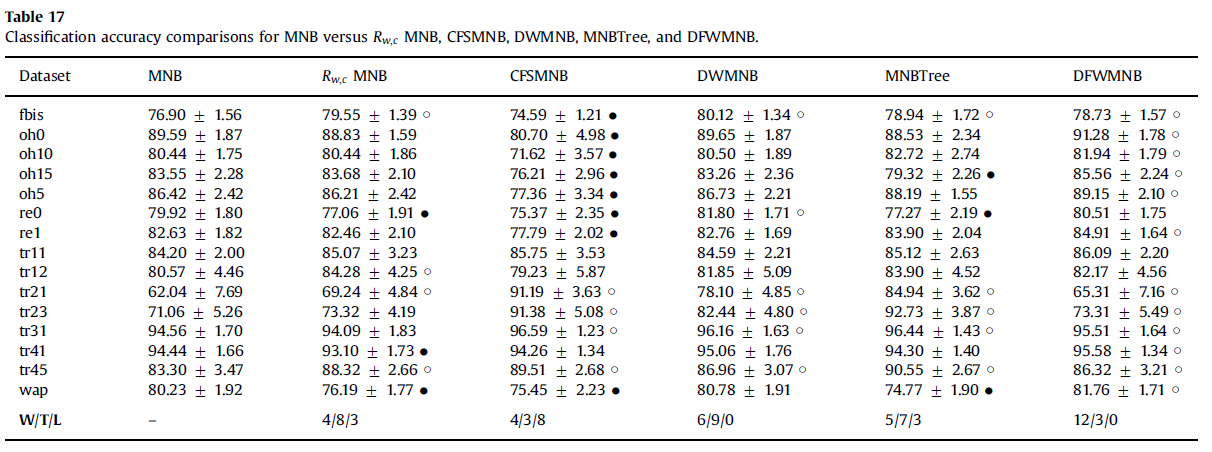 Table 17
Classification accuracy comparisons for MNB versus Rw,c MNB, CFSMNB, DWMNB, MNBTree, and DFWMNB.
Dataset MNB Rw,c MNB CFSMNB DWMNB MNBTree DFWMNB
fbis 76.90 ± 1.56 79.55 ± 1.39 ○ 74.59 ± 1.21 ● 80.12 ± 1.34 ○ 78.94 ± 1.72 ○ 78.73 ± 1.57 ○
oh0 89.59 ± 1.87 88.83 ± 1.59 80.70 ± 4.98 ● 89.65 ± 1.87 88.53 ± 2.34 91.28 ± 1.78 ○
oh10 80.44 ± 1.75 80.44 ± 1.86 71.62 ± 3.57 ● 80.50 ± 1.89 82.72 ± 2.74 81.94 ± 1.79 ○
oh15 83.55 ± 2.28 83.68 ± 2.10 76.21 ± 2.96 ● 83.26 ± 2.36 79.32 ± 2.26 ● 85.56 ± 2.24 ○
oh5 86.42 ± 2.42 86.21 ± 2.42 77.36 ± 3.34 ● 86.73 ± 2.21 88.19 ± 1.55 89.15 ± 2.10 ○
re0 79.92 ± 1.80 77.06 ± 1.91 ● 75.37 ± 2.35 ● 81.80 ± 1.71 ○ 77.27 ± 2.19 ● 80.51 ± 1.75
re1 82.63 ± 1.82 82.46 ± 2.10 77.79 ± 2.02 ● 82.76 ± 1.69 83.90 ± 2.04 84.91 ± 1.64 ○
tr11 84.20 ± 2.00 85.07 ± 3.23 85.75 ± 3.53 84.59 ± 2.21 85.12 ± 2.63 86.09 ± 2.20
tr12 80.57 ± 4.46 84.28 ± 4.25 ○ 79.23 ± 5.87 81.85 ± 5.09 83.90 ± 4.52 82.17 ± 4.56
tr21 62.04 ± 7.69 69.24 ± 4.84 ○ 91.19 ± 3.63 ○ 78.10 ± 4.85 ○ 84.94 ± 3.62 ○ 65.31 ± 7.16 ○
tr23 71.06 ± 5.26 73.32 ± 4.19 91.38 ± 5.08 ○ 82.44 ± 4.80 ○ 92.73 ± 3.87 ○ 73.31 ± 5.49 ○
tr31 94.56 ± 1.70 94.09 ± 1.83 96.59 ± 1.23 ○ 96.16 ± 1.63 ○ 96.44 ± 1.43 ○ 95.51 ± 1.64 ○
tr41 94.44 ± 1.66 93.10 ± 1.73 ● 94.26 ± 1.34 95.06 ± 1.76 94.30 ± 1.40 95.58 ± 1.34 ○
tr45 83.30 ± 3.47 88.32 ± 2.66 ○ 89.51 ± 2.68 ○ 86.96 ± 3.07 ○ 90.55 ± 2.67 ○ 86.32 ± 3.21 ○
wap 80.23 ± 1.92 76.19 ± 1.77 ● 75.45 ± 2.23 ● 80.78 ± 1.91 74.77 ± 1.90 ● 81.76 ± 1.71 ○
W/T/L – 4/8/3 4/3/8 6/9/0 5/7/3 12/3/0